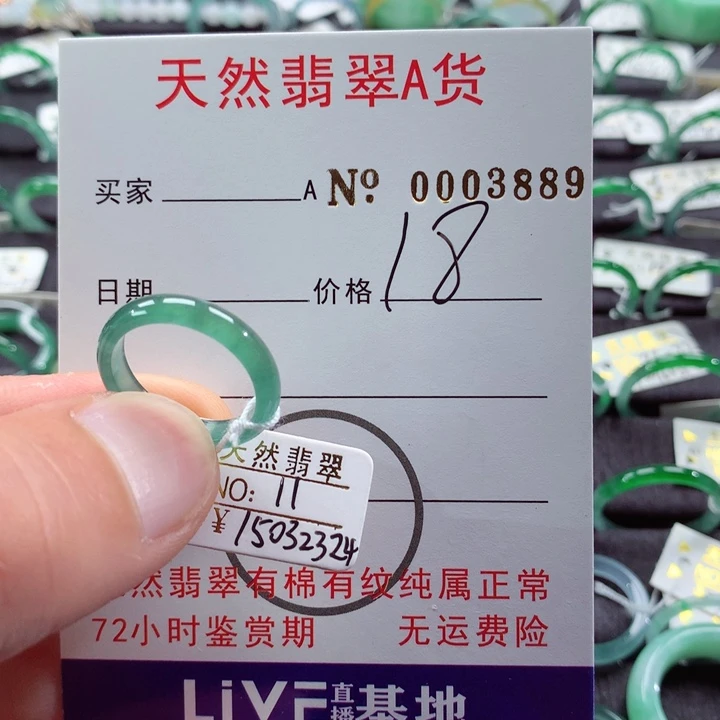 天然翡翠A货
买家 A Nº 0003889
日期 价格 18
天然翡翠
NO: 11
¥ 15032324
然翡翠有棉有纹纯属正常
72小时鉴赏期 无运费险
LiVE直播基地